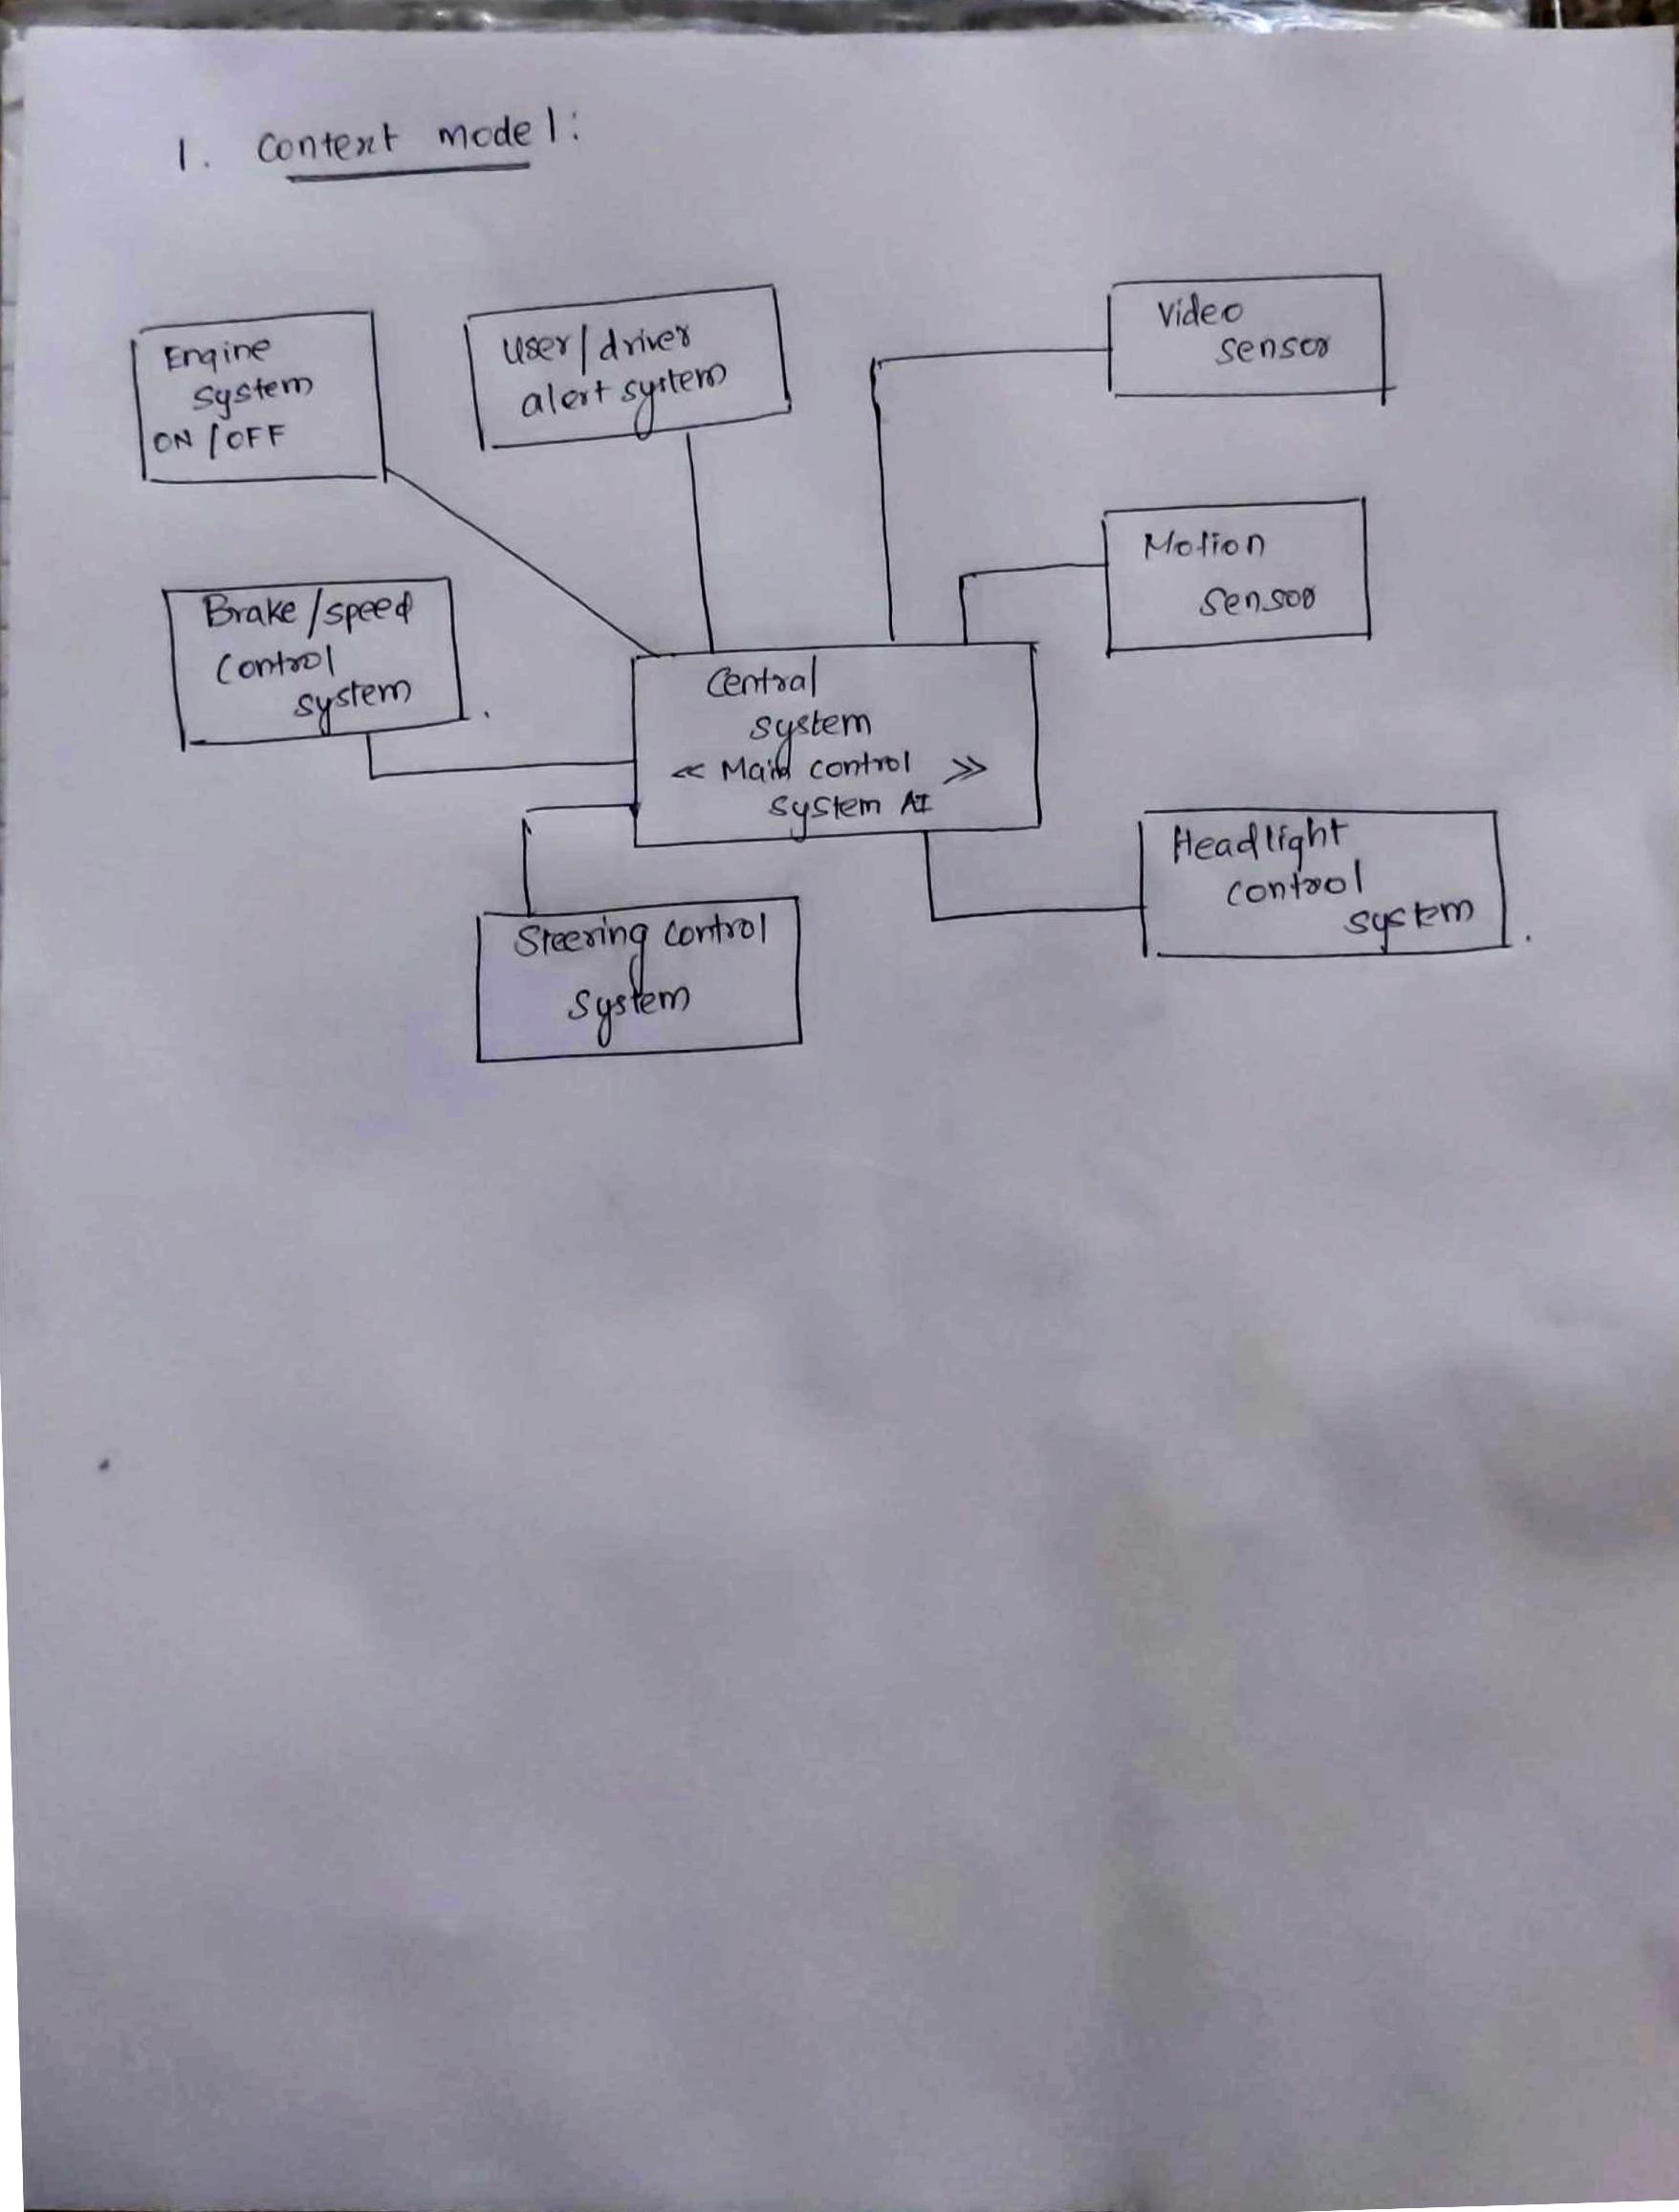 1. Context model:
Engine
system
ON / OFF
User/driver
alert system
Video
sensor
Motion
sensor
Brake/speed
control
system
Central
system
<< Main control >>
system AI
Headlight
control
system
Steering control
system